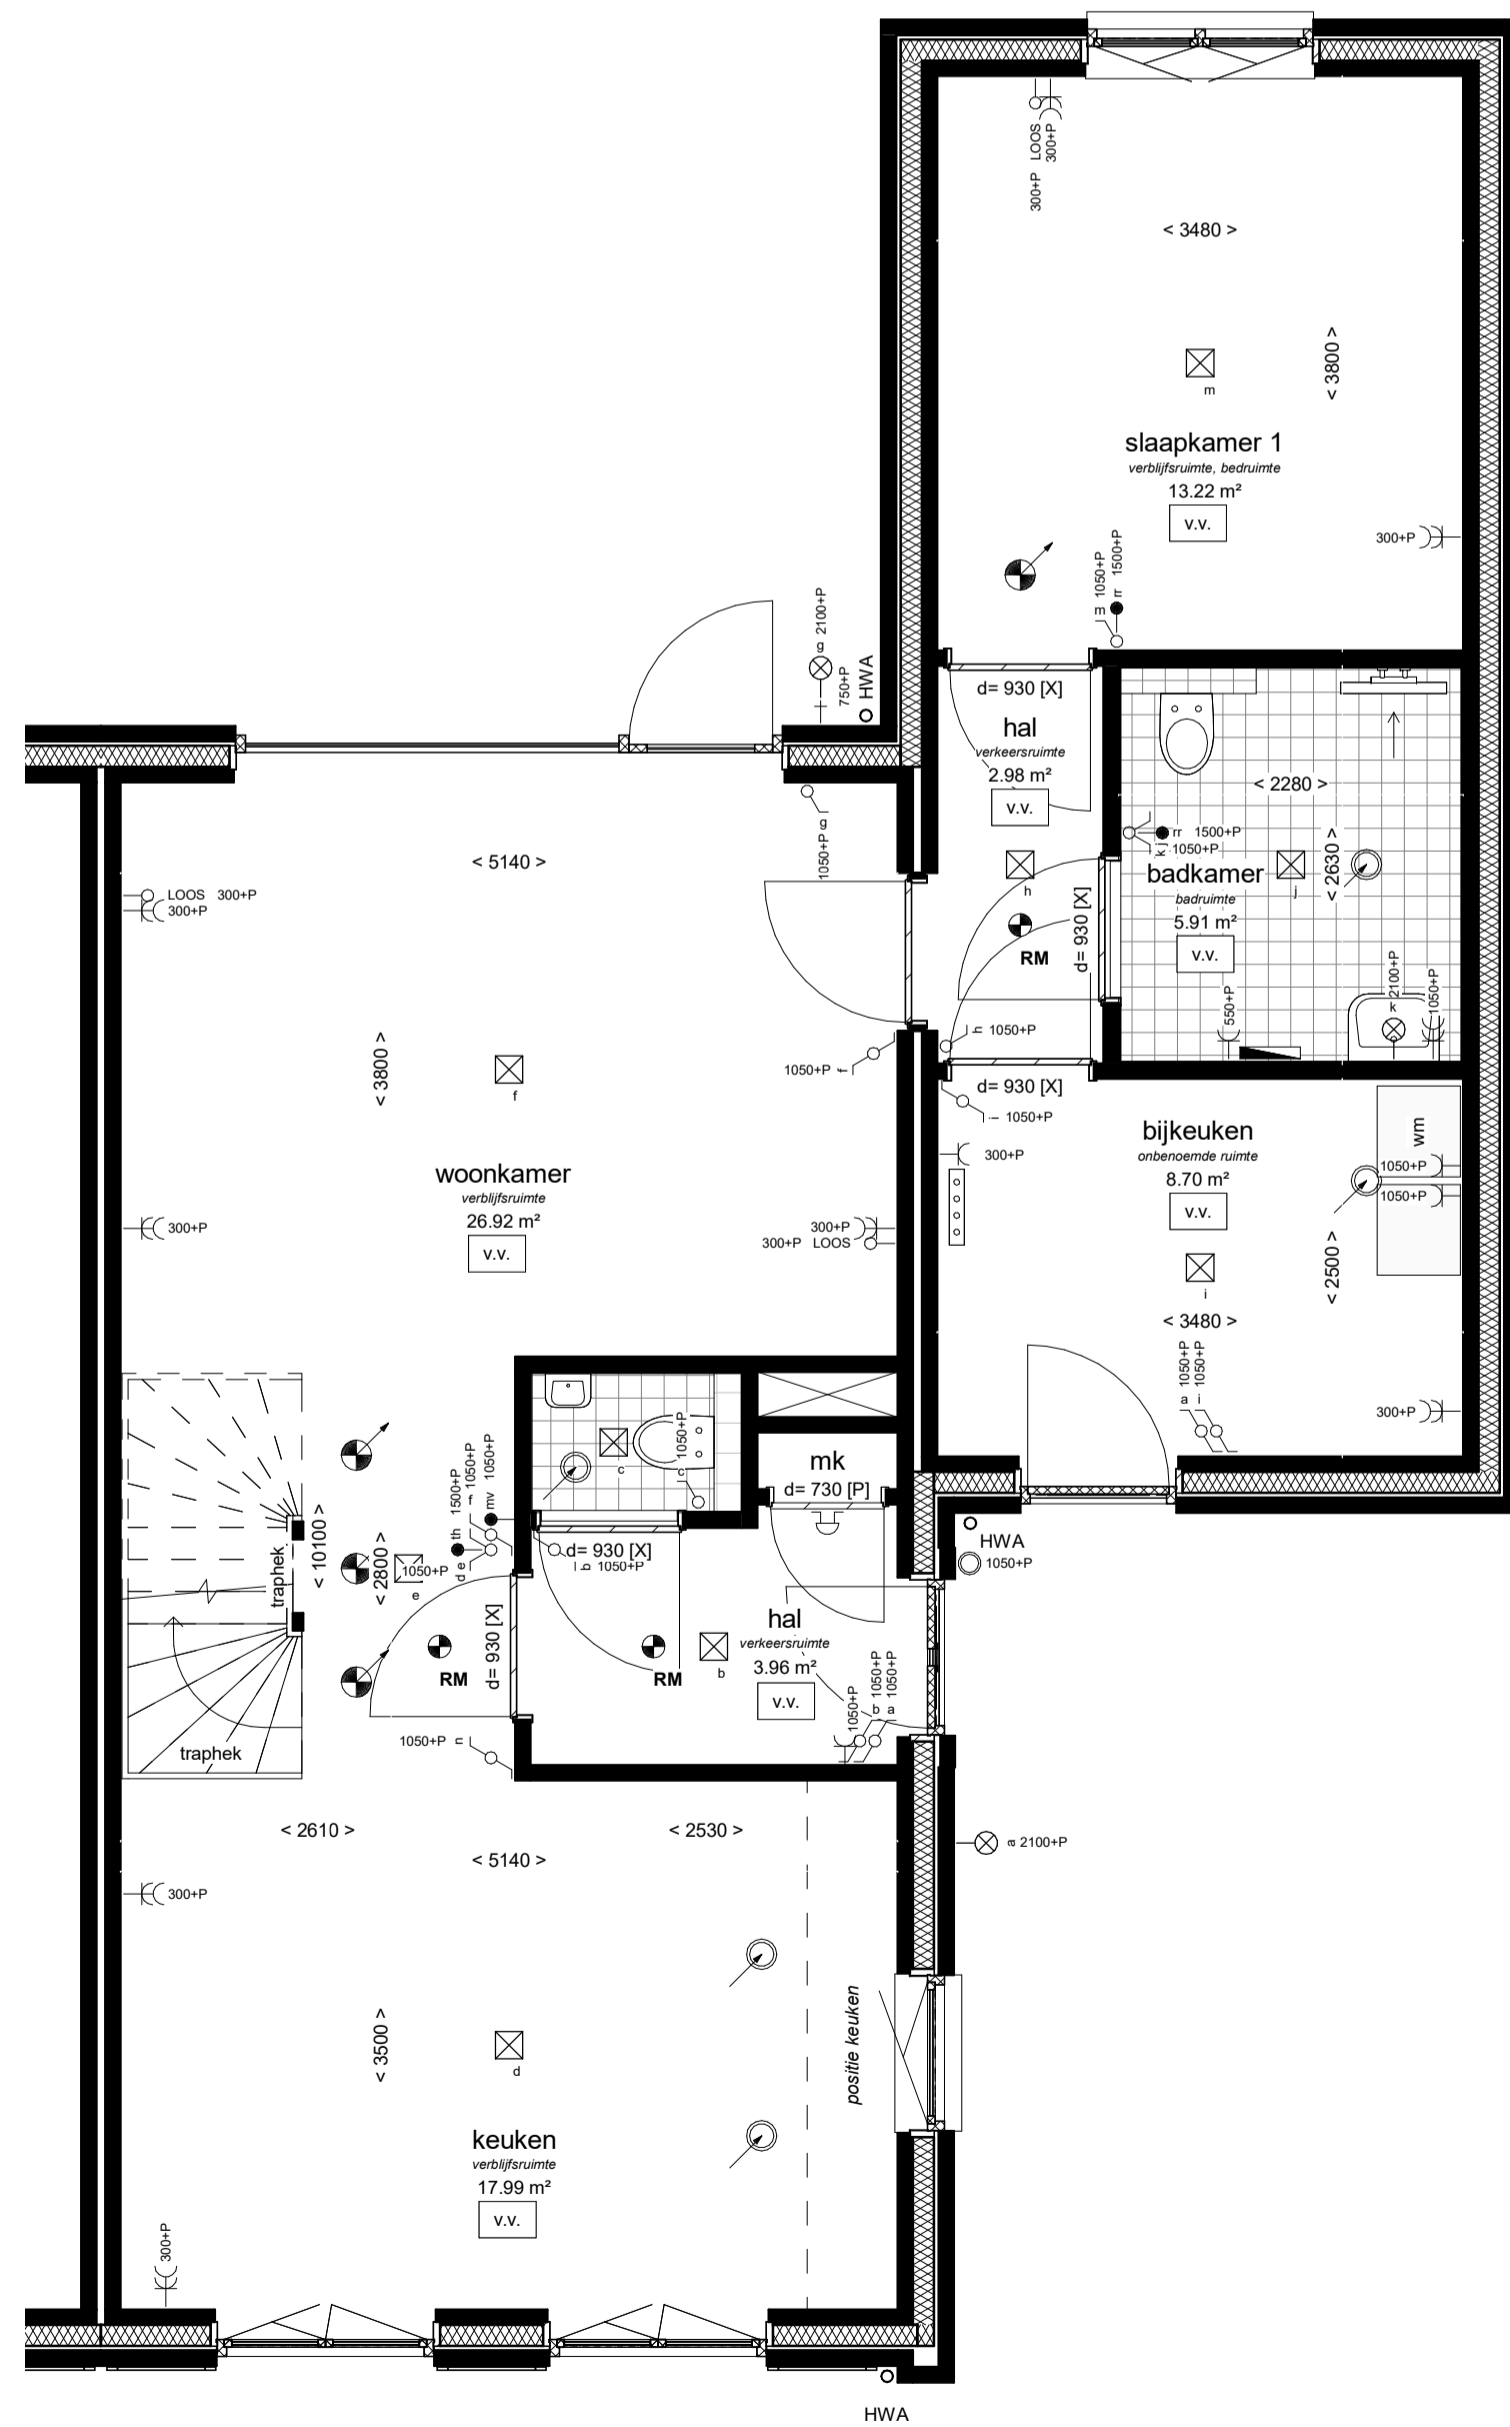 300+P LOOS
300+P
< 3480 >
< 3800 >
m
slaapkamer 1
verblijfsruimte, bedruimte
13.22 m²
v.v.
300+P
m 1050+P
rr 1500+P
g 2100+P
750+P
HWA
d= 930 [X]
hal
verkeersruimte
2.98 m²
v.v.
h
RM
d= 930 [X]
h 1050+P
< 2280 >
rr 1500+P
k j 1050+P
< 2630 >
badkamer
badruimte
5.91 m²
v.v.
j
550+P
k 2100+P
1050+P
1050+P g
< 5140 >
LOOS 300+P
300+P
< 3800 >
f
1050+P f
woonkamer
verblijfsruimte
26.92 m²
v.v.
300+P
300+P
300+P LOOS
d= 930 [X]
i 1050+P
300+P
bijkeuken
onbenoemde ruimte
8.70 m²
v.v.
wm
1050+P
1050+P
< 2500 >
i
< 3480 >
a 1050+P
i 1050+P
300+P
mk
d= 730 [P]
c
1050+P
c
th 1500+P
f 1050+P
mv 1050+P
d e
1050+P
e
< 10100 >
< 2800 >
traphek
traphek
RM
d= 930 [X]
d= 930 [X]
b 1050+P
RM
b
hal
verkeersruimte
3.96 m²
v.v.
1050+P
b 1050+P
a 1050+P
HWA
1050+P
1050+P n
< 2610 >
< 2530 >
< 5140 >
a 2100+P
300+P
< 3500 >
d
positie keuken
keuken
verblijfsruimte
17.99 m²
v.v.
300+P
HWA